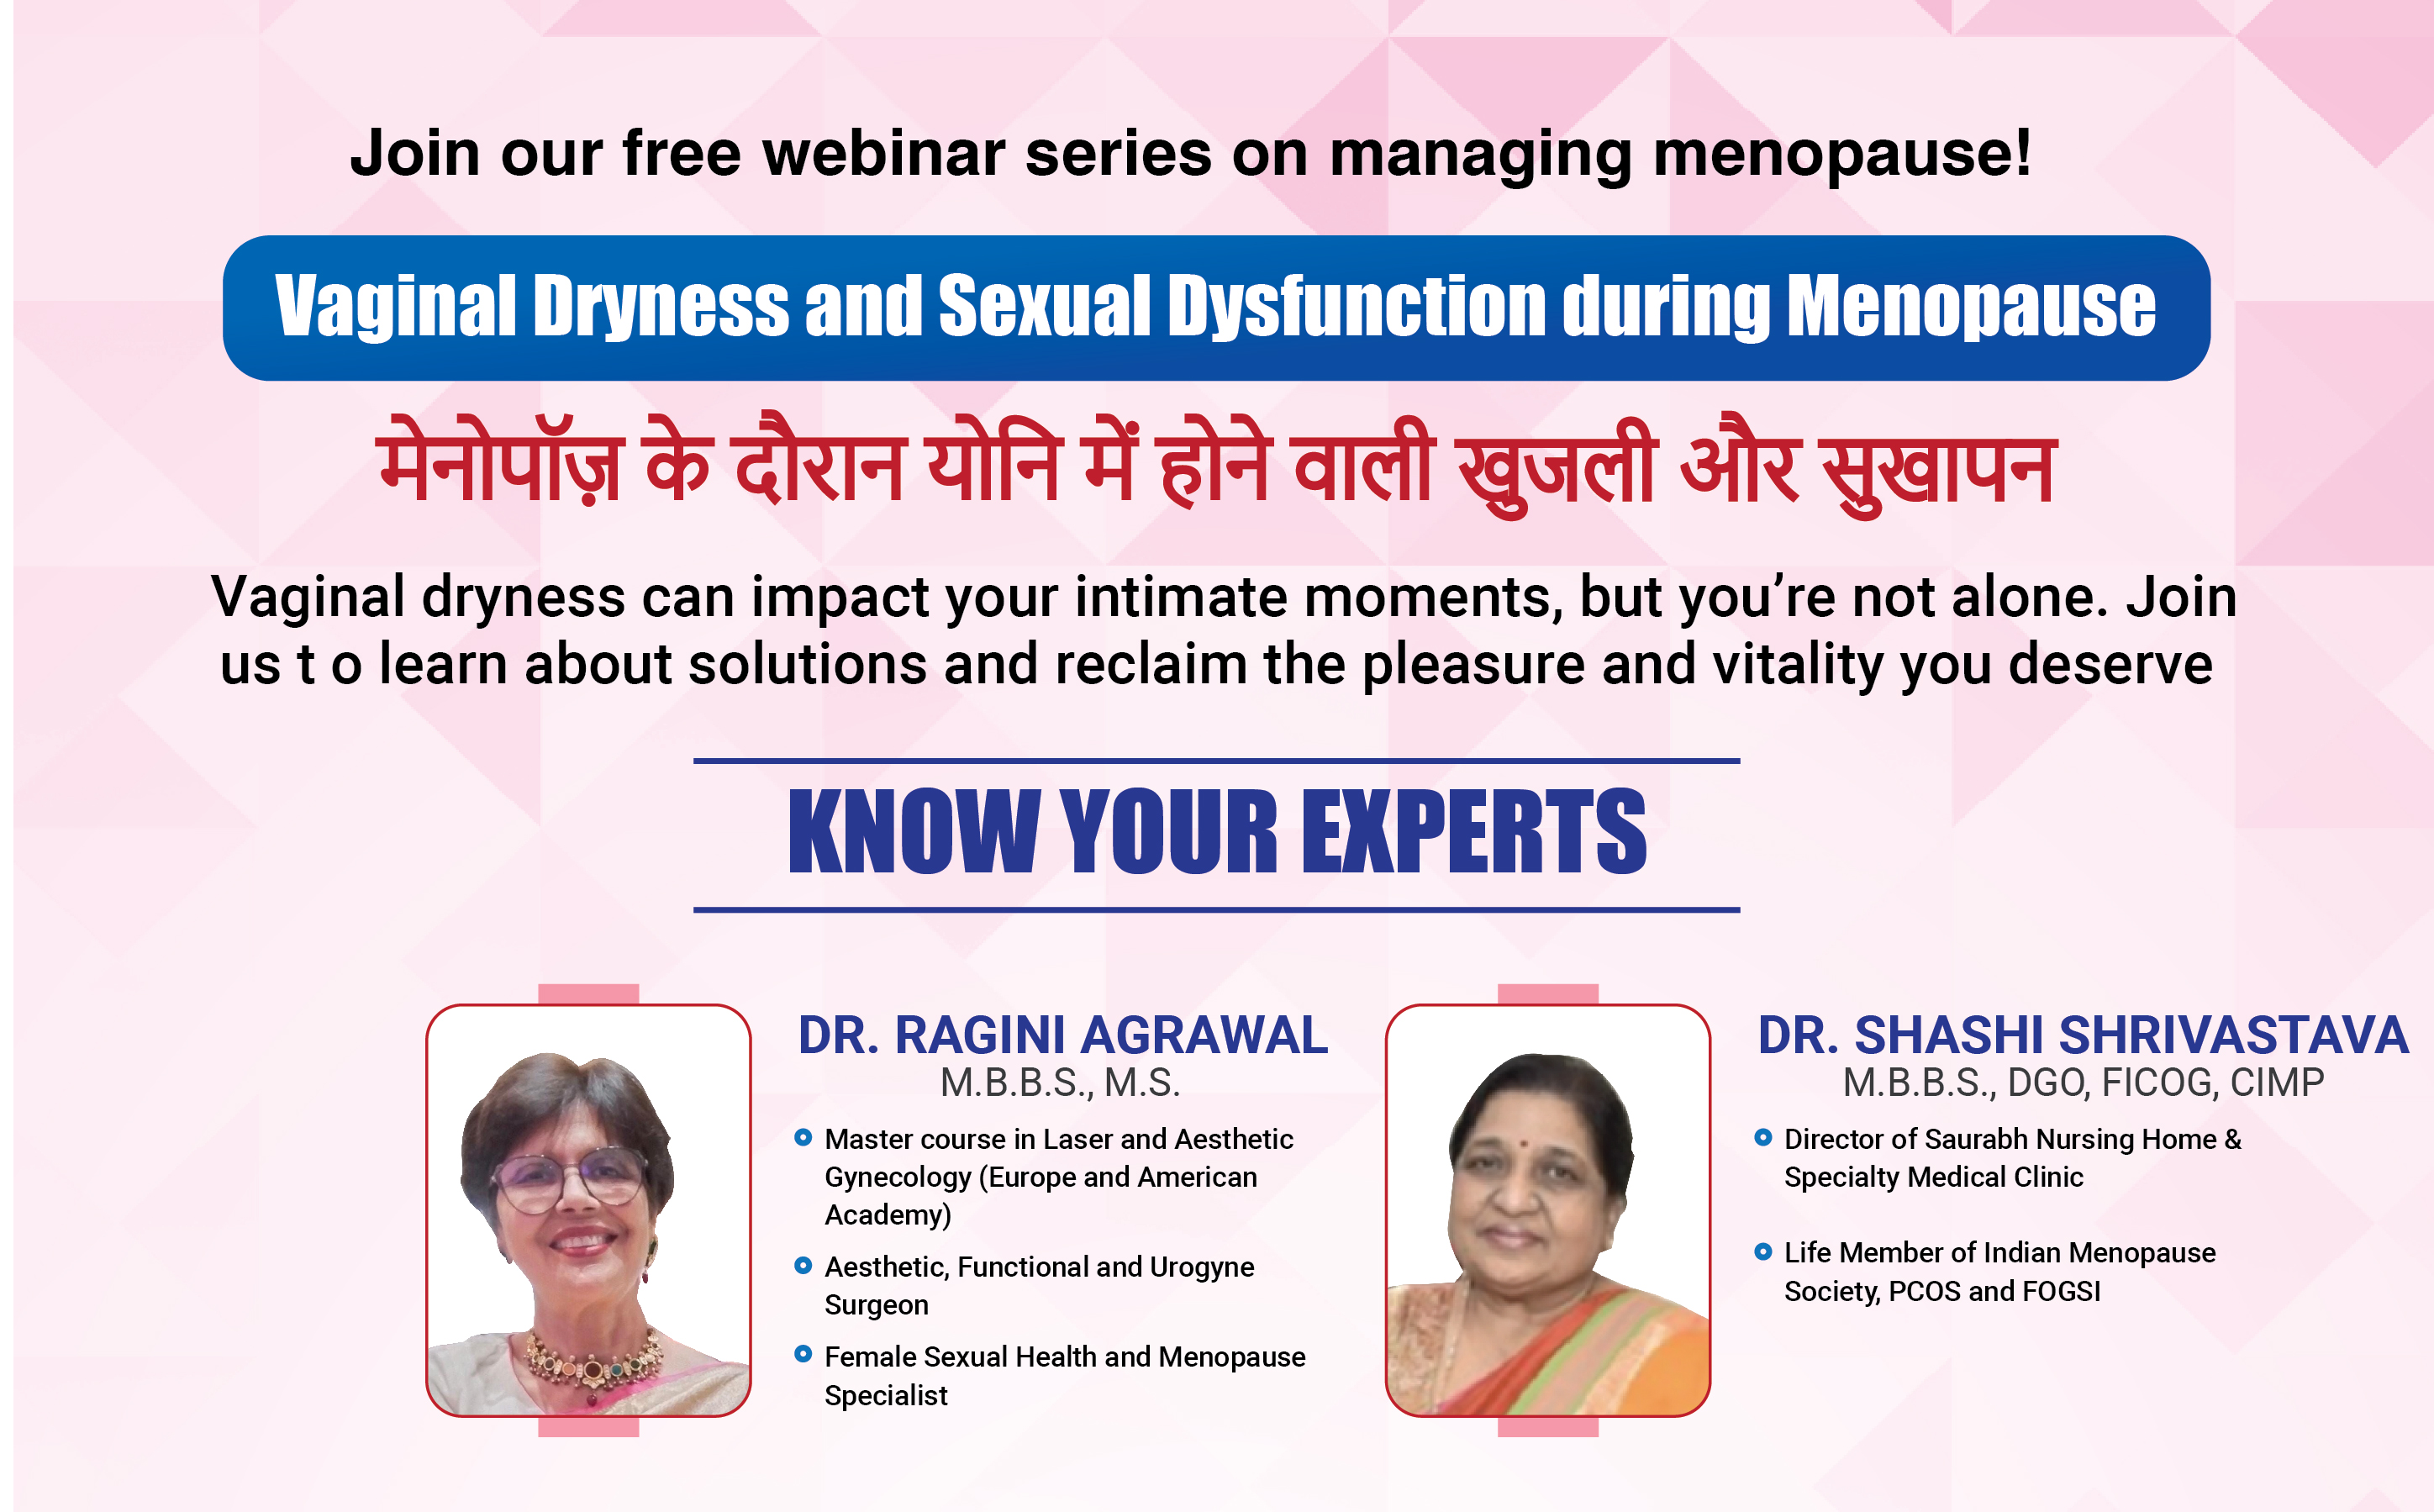 Join our free webinar series on managing menopause!
Vaginal Dryness and Sexual Dysfunction during Menopause
मेनोपॉज़ के दौरान योनि में होने वाली खुजली और सुखापन
Vaginal dryness can impact your intimate moments, but you’re not alone. Join
us t o learn about solutions and reclaim the pleasure and vitality you deserve
KNOW YOUR EXPERTS
DR. RAGINI AGRAWAL
M.B.B.S., M.S.
Master course in Laser and Aesthetic
Gynecology (Europe and American
Academy)
Aesthetic, Functional and Urogyne
Surgeon
Female Sexual Health and Menopause
Specialist
DR. SHASHI SHRIVASTAVA
M.B.B.S., DGO, FICOG, CIMP
Director of Saurabh Nursing Home &
Specialty Medical Clinic
Life Member of Indian Menopause
Society, PCOS and FOGSI